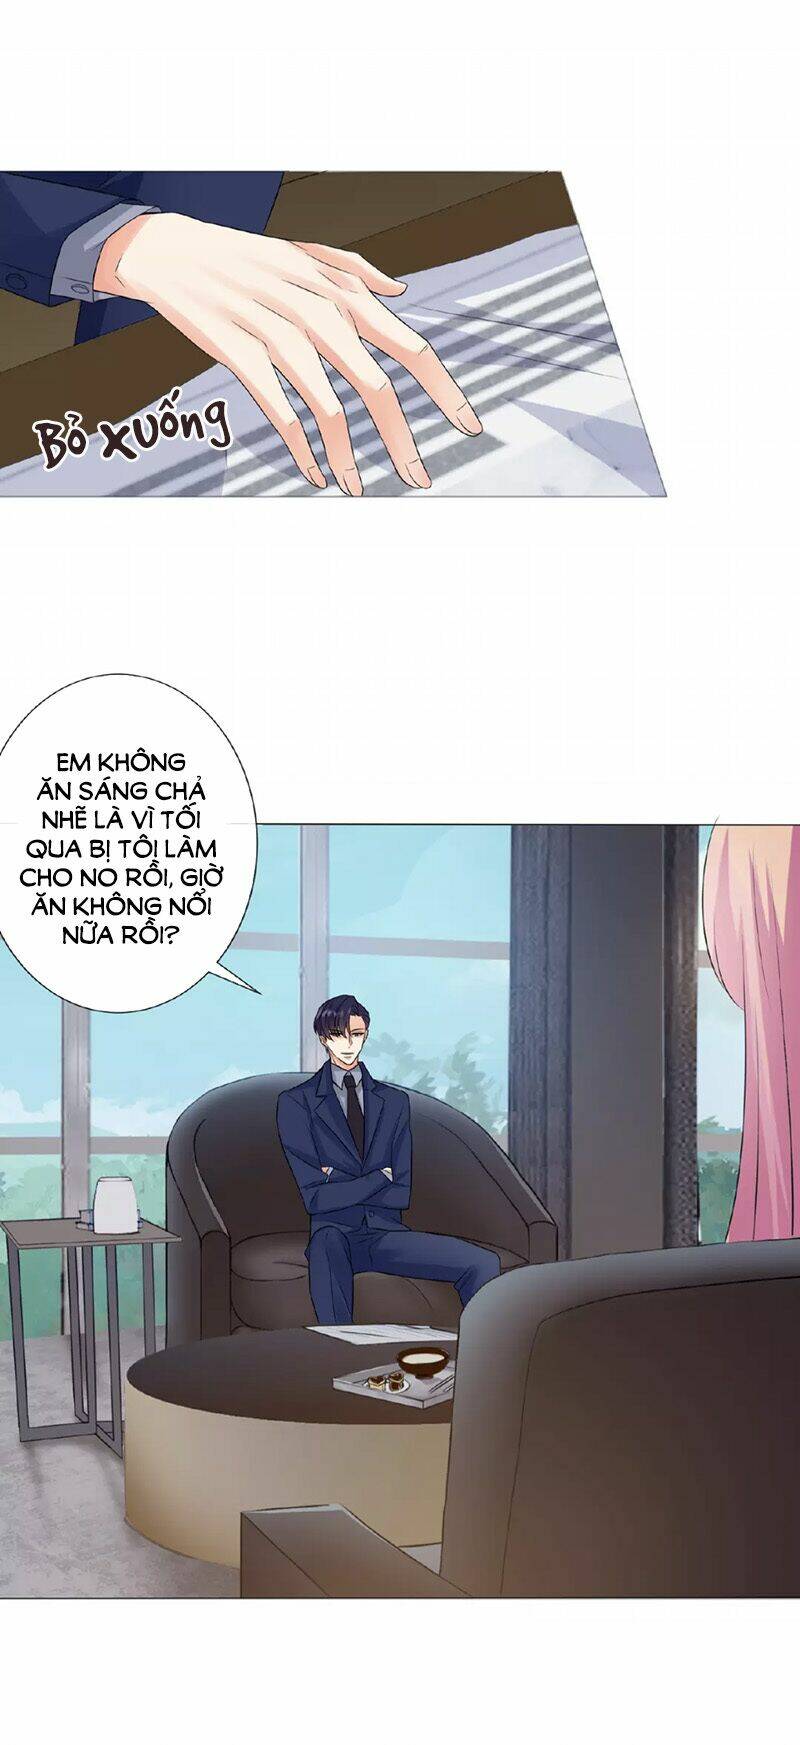 Bỏ xuống
EM KHÔNG
ĂN SÁNG CHẢ
NHẼ LÀ VÌ TỐI
QUA BỊ TÔI LÀM
CHO NO RỒI, GIỜ
ĂN KHÔNG NỔI
NỮA RỒI?